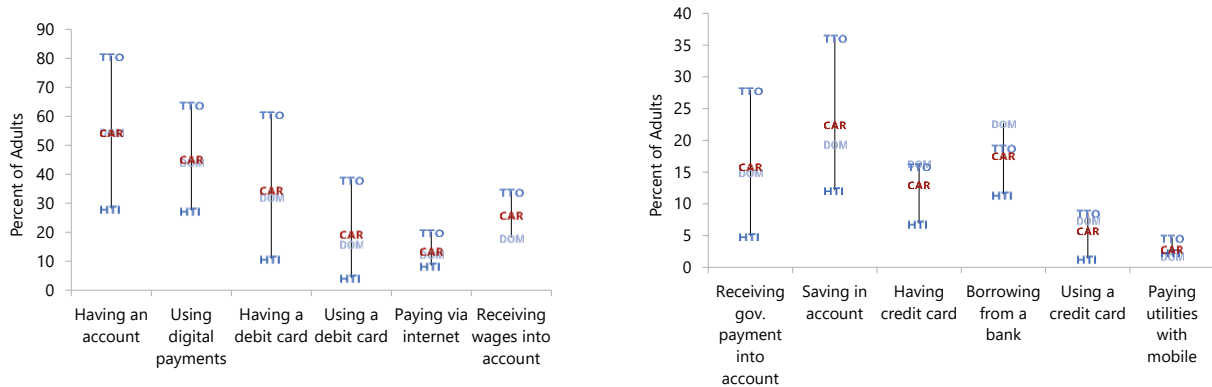 90
80
70
60
50
40
30
20
10
0
Percent of Adults
TTO
DOM
CAR
HTI
TTO
CAR
DOM
HTI
TTO
CAR
DOM
HTI
TTO
CAR
DOM
HTI
TTO
CAR
DOM
HTI
TTO
CAR
DOM
Having an
account
Using
digital
payments
Having a
debit card
Using a
debit card
Paying via
internet
Receiving
wages into
account
40
35
30
25
20
15
10
5
0
Percent of Adults
TTO
CAR
DOM
HTI
TTO
CAR
DOM
HTI
DOM
TTO
CAR
HTI
DOM
TTO
CAR
HTI
TTO
DOM
CAR
HTI
TTO
CAR
HTI
DOM
Receiving
gov.
payment
into
account
Saving in
account
Having
credit card
Borrowing
from a
bank
Using a
credit card
Paying
utilities
with
mobile